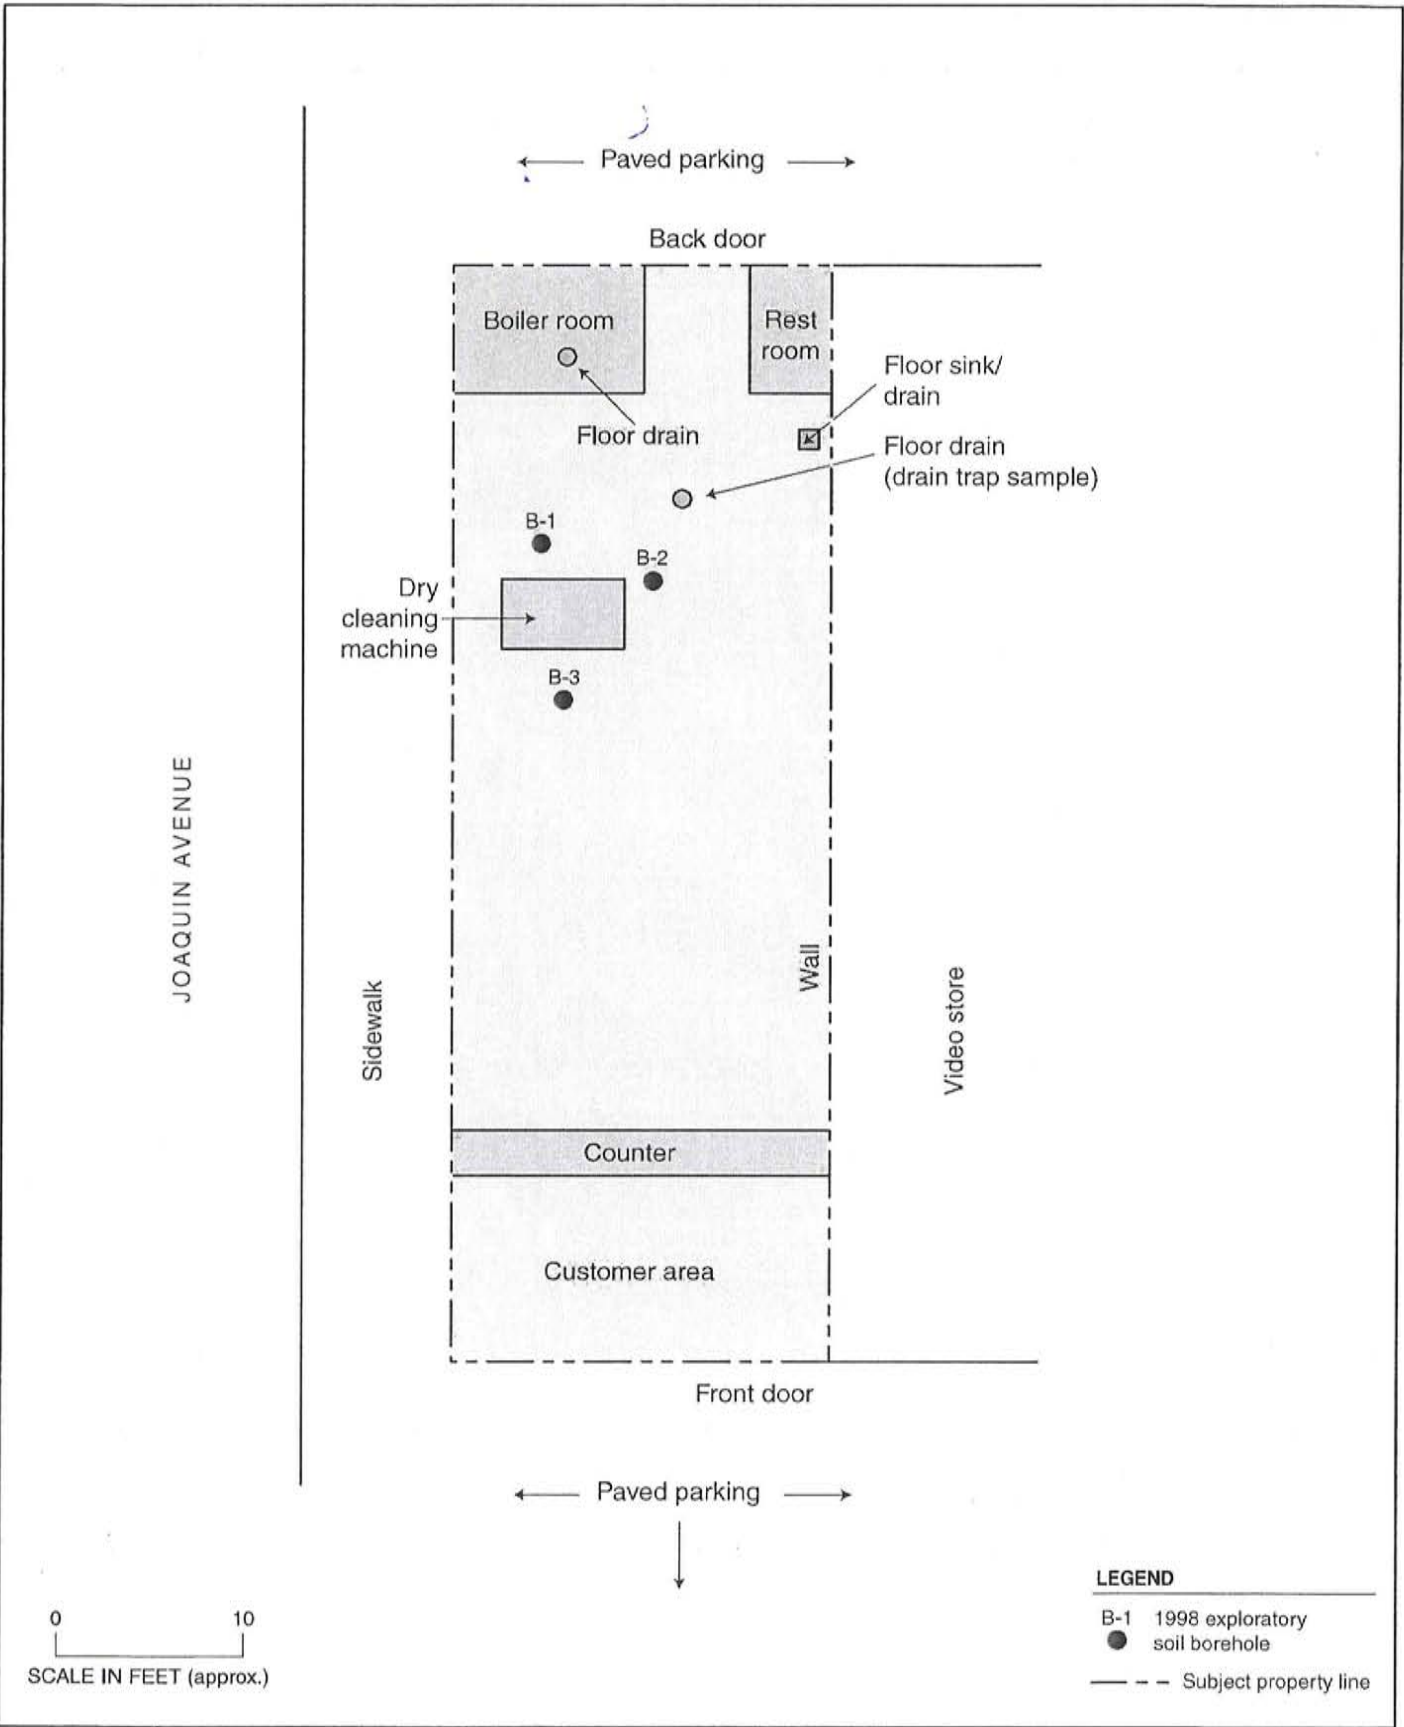 Paved parking
Back door
Boiler room
Rest
room
Floor sink/
drain
Floor drain
Floor drain
(drain trap sample)
B-1
B-2
Dry
cleaning
machine
B-3
JOAQUIN AVENUE
Sidewalk
Wall
Video store
Counter
Customer area
Front door
Paved parking
LEGEND
B-1 1998 exploratory
soil borehole
Subject property line
0 10
SCALE IN FEET (approx.)